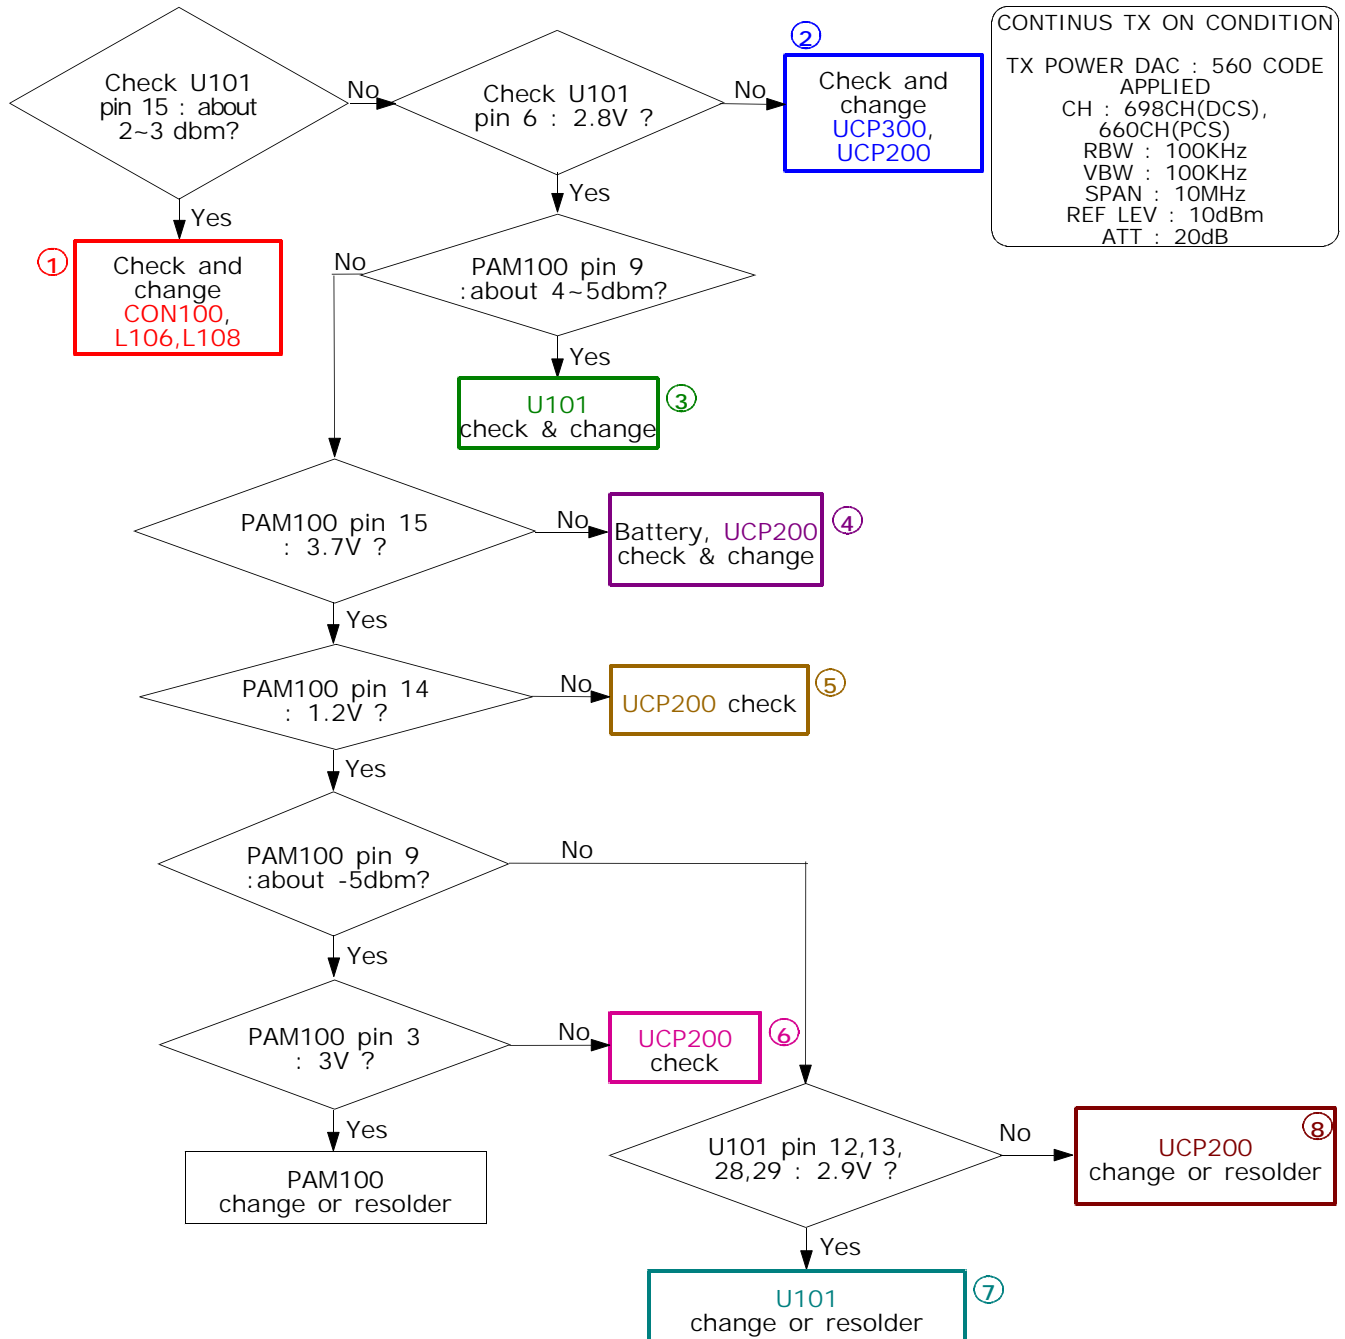 Check U101
pin 15 : about
2~3 dbm?
No
Check U101
pin 6 : 2.8V ?
No
2
Check and
change
UCP300,
UCP200
CONTINUS TX ON CONDITION
TX POWER DAC : 560 CODE
APPLIED
CH : 698CH(DCS),
660CH(PCS)
RBW : 100KHz
VBW : 100KHz
SPAN : 10MHz
REF LEV : 10dBm
ATT : 20dB
Yes
Yes
1
Check and
change
CON100,
L106,L108
No
PAM100 pin 9
:about 4~5dbm?
Yes
U101
check & change
3
PAM100 pin 15
: 3.7V ?
No
Battery, UCP200
check & change
4
Yes
PAM100 pin 14
: 1.2V ?
No
UCP200 check
5
Yes
PAM100 pin 9
:about -5dbm?
No
Yes
PAM100 pin 3
: 3V ?
No
UCP200
check
6
Yes
PAM100
change or resolder
U101 pin 12,13,
28,29 : 2.9V ?
No
UCP200
change or resolder
8
Yes
U101
change or resolder
7